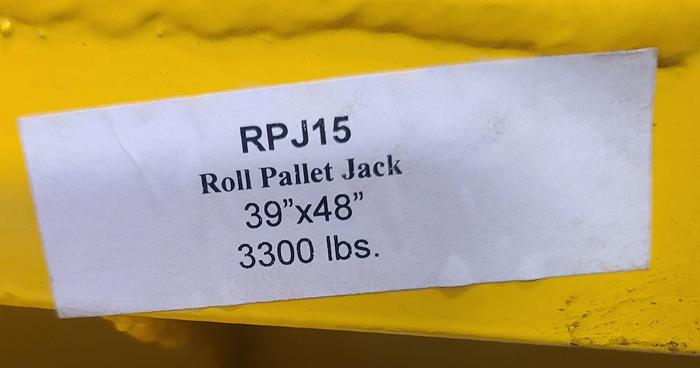 RPJ15
Roll Pallet Jack
39”x48”
3300 lbs.